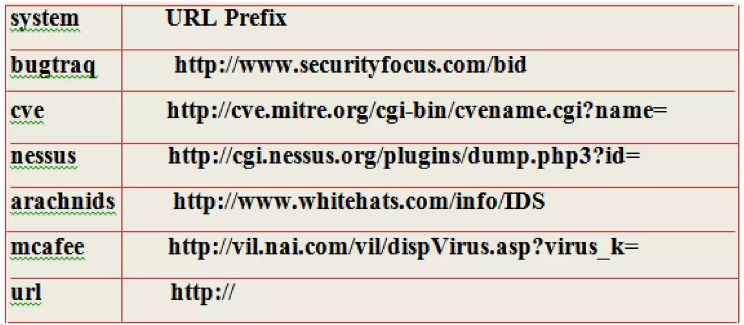 system URL Prefix
bugtraq http://www.securityfocus.com/bid
cve http://cve.mitre.org/cgi-bin/cvename.cgi?name=
nessus http://cgi.nessus.org/plugins/dump.php3?id=
arachnids http://www.whitehats.com/info/IDS
mcafee http://vil.nai.com/vil/dispVirus.asp?virus_k=
url http://